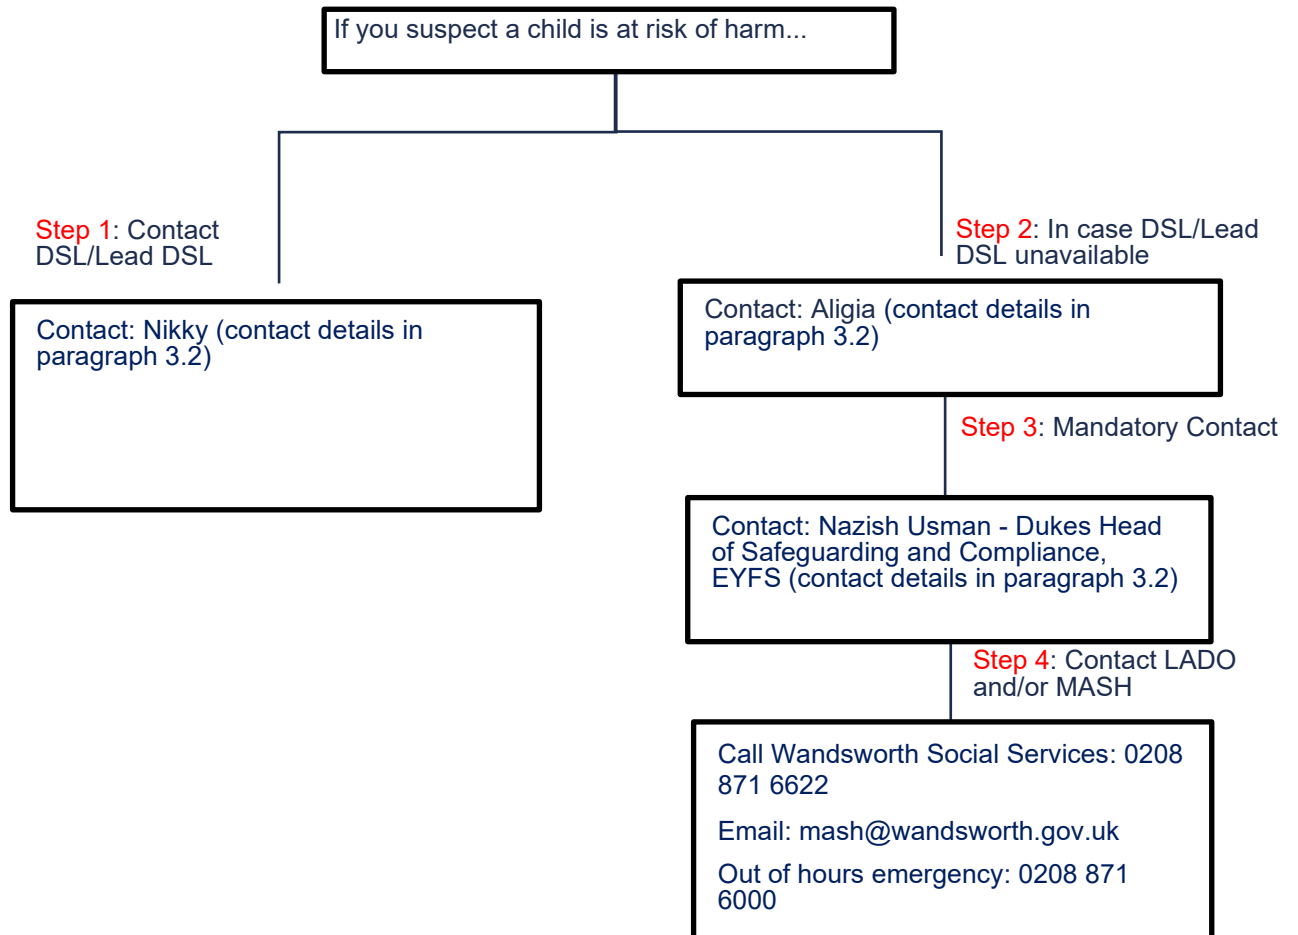 If you suspect a child is at risk of harm...
Step 1: Contact
DSL/Lead DSL
Contact: Nikky (contact details in
paragraph 3.2)
Step 2: In case DSL/Lead
DSL unavailable
Contact: Aligia (contact details in
paragraph 3.2)
Step 3: Mandatory Contact
Contact: Nazish Usman - Dukes Head
of Safeguarding and Compliance,
EYFS (contact details in paragraph 3.2)
Step 4: Contact LADO
and/or MASH
Call Wandsworth Social Services: 0208
871 6622
Email: mash@wandsworth.gov.uk
Out of hours emergency: 0208 871
6000